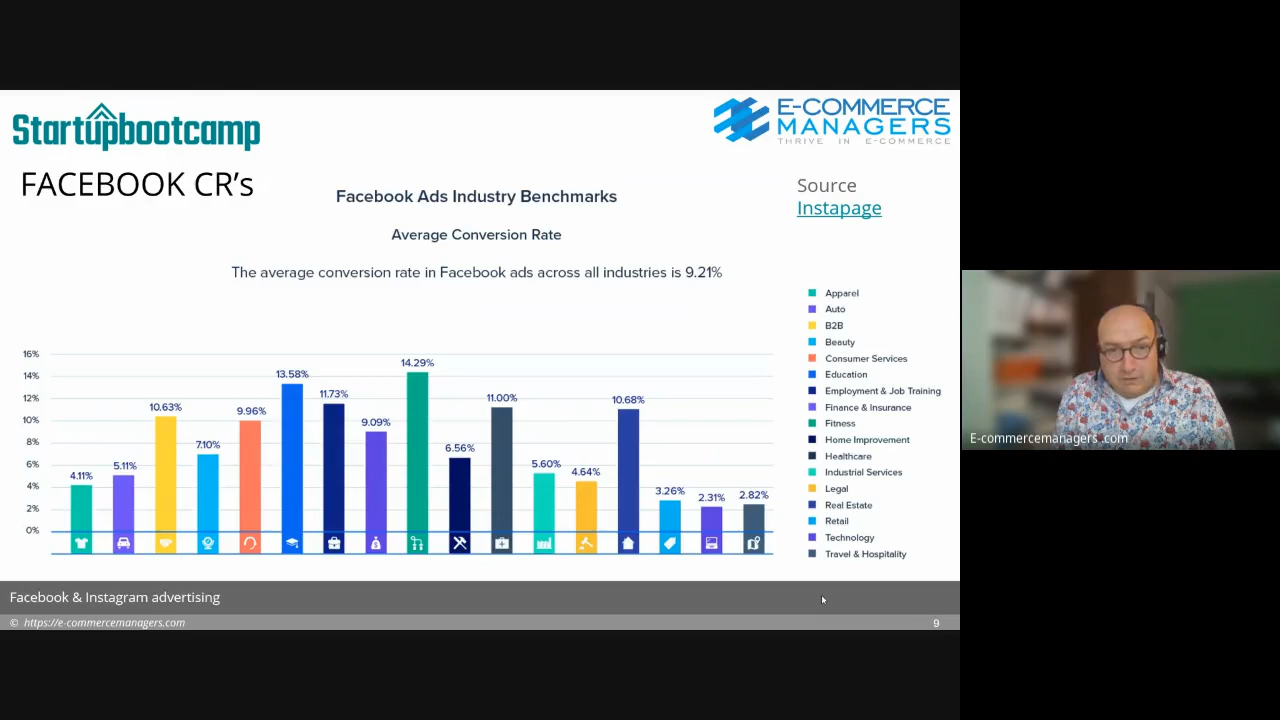 Startupbootcamp
E-COMMERCE
MANAGERS
THRIVE IN E-COMMERCE
FACEBOOK CR’s
Facebook Ads Industry Benchmarks
Source
Instapage
Average Conversion Rate
The average conversion rate in Facebook ads across all industries is 9.21%
16%
14%
12%
10%
8%
6%
4%
2%
0%
4.11%
5.11%
10.63%
7.10%
9.96%
13.58%
11.73%
9.09%
14.29%
6.56%
11.00%
5.60%
4.64%
10.68%
3.26%
2.31%
2.82%
Apparel
Auto
B2B
Beauty
Consumer Services
Education
Employment & Job Training
Finance & Insurance
Fitness
Home Improvement
Healthcare
Industrial Services
Legal
Real Estate
Retail
Technology
Travel & Hospitality
E-commercemanagers .com
Facebook & Instagram advertising
© https://e-commercemanagers.com
9